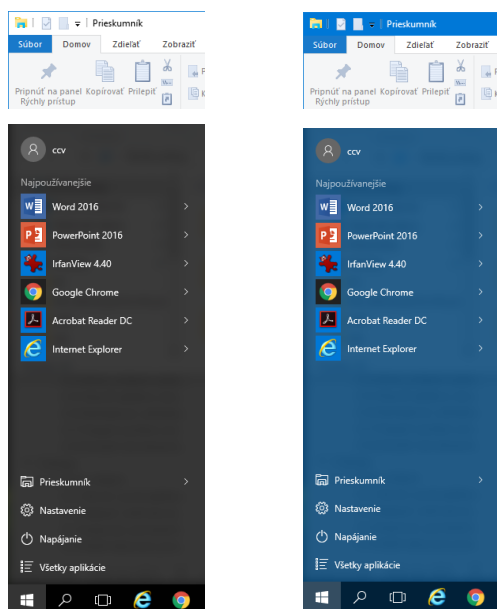 Prieskumník
Súbor Domov Zdieľať Zobraziť
Pripnúť na panel Kopírovať Prilepiť
Rýchly prístup
ccv
Najpoužívanejšie
Word 2016
PowerPoint 2016
IrfanView 4.40
Google Chrome
Acrobat Reader DC
Internet Explorer
Prieskumník
Nastavenie
Napájanie
Všetky aplikácie
Prieskumník
Súbor Domov Zdieľať Zobraziť
Pripnúť na panel Kopírovať Prilepiť
Rýchly prístup
ccv
Najpoužívanejšie
Word 2016
PowerPoint 2016
IrfanView 4.40
Google Chrome
Acrobat Reader DC
Internet Explorer
Prieskumník
Nastavenie
Napájanie
Všetky aplikácie